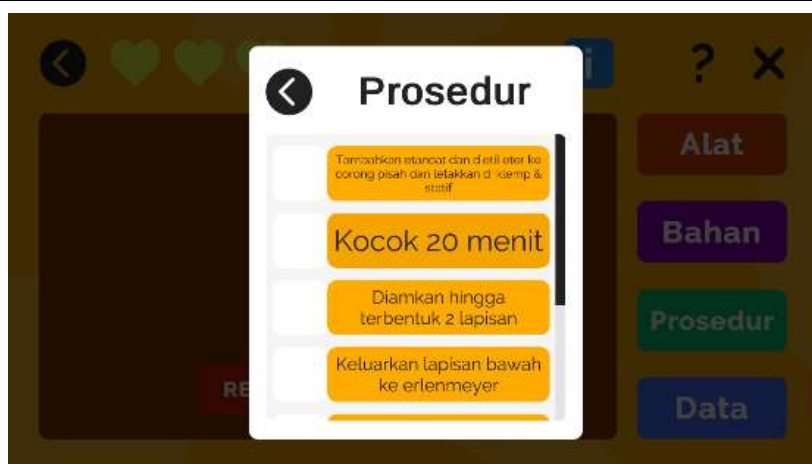 i
?
Prosedur
Alat
Tambahkan etanoat dan dietil eter ke
corong pisah dan letakkan di klemp &
statif
Kocok 20 menit
Bahan
Diamkan hingga
terbentuk 2 lapisan
Prosedur
Keluarkan lapisan bawah
ke erlenmeyer
RE
Data